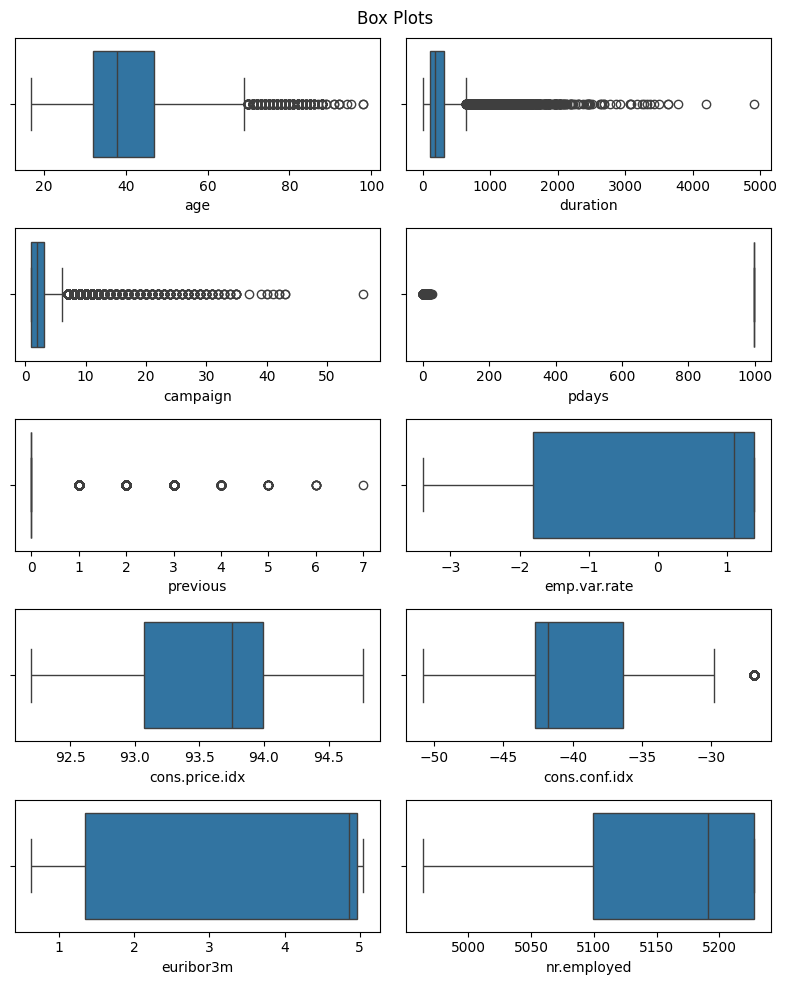 Box Plots
20 40 60 80 100
age
0 1000 2000 3000 4000 5000
duration
0 10 20 30 40 50
campaign
0 200 400 600 800 1000
pdays
0 1 2 3 4 5 6 7
previous
−3 −2 −1 0 1
emp.var.rate
92.5 93.0 93.5 94.0 94.5
cons.price.idx
−50 −45 −40 −35 −30
cons.conf.idx
1 2 3 4 5
euribor3m
5000 5050 5100 5150 5200
nr.employed